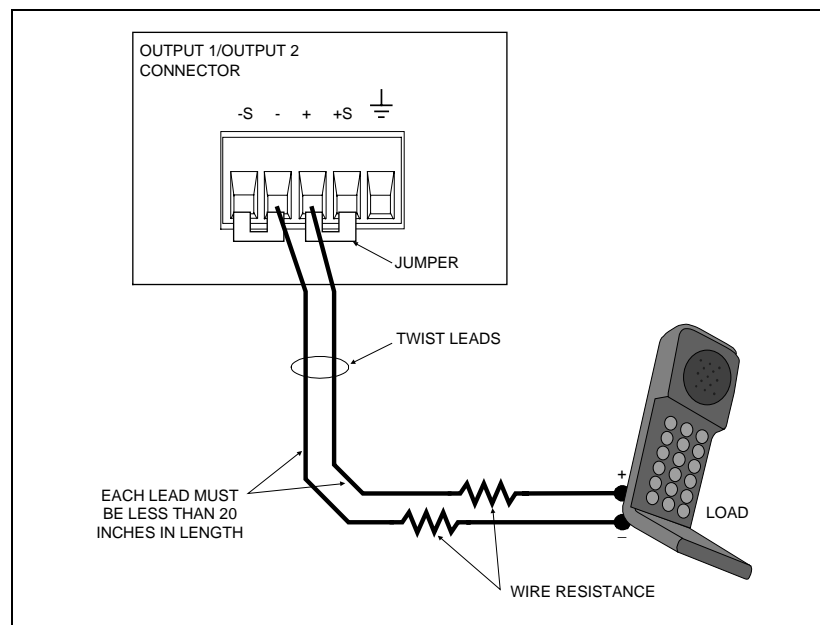 OUTPUT 1/OUTPUT 2
CONNECTOR
-S - + +S
JUMPER
TWIST LEADS
EACH LEAD MUST
BE LESS THAN 20
INCHES IN LENGTH
+
LOAD
–
WIRE RESISTANCE